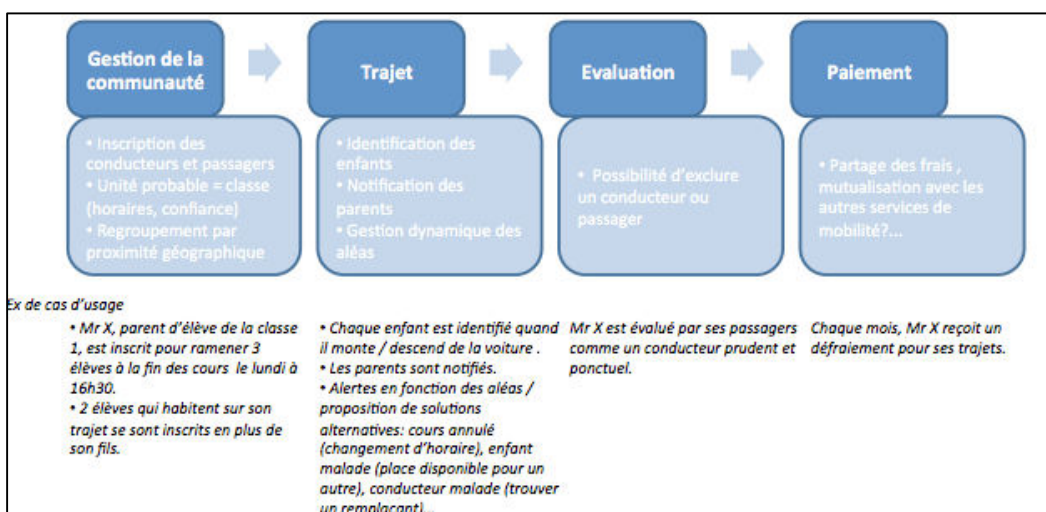 Gestion de la
communauté
Trajet
Evaluation
Paiement
• Inscription des
conducteurs et passagers
• Unité probable = classe
(horaires, confiance)
• Regroupement par
proximité géographique
• Identification des
enfants
• Notification des
parents
• Gestion dynamique des
aléas
• Possibilité d'exclure
un conducteur ou
passager
• Partage des frais ,
mutualisation avec les
autres services de
mobilité?...
Ex de cas d'usage
• Mr X, parent d'élève de la classe
1, est inscrit pour ramener 3
élèves à la fin des cours le lundi à
16h30.
• 2 élèves qui habitent sur son
trajet se sont inscrits en plus de
son fils.
• Chaque enfant est identifié quand
il monte / descend de la voiture .
• Les parents sont notifiés.
• Alertes en fonction des aléas /
proposition de solutions
alternatives: cours annulé
(changement d'horaire), enfant
malade (place disponible pour un
autre), conducteur malade (trouver
un remplaçant)...
Mr X est évalué par ses passagers
comme un conducteur prudent et
ponctuel.
Chaque mois, Mr X reçoit un
défraiement pour ses trajets.